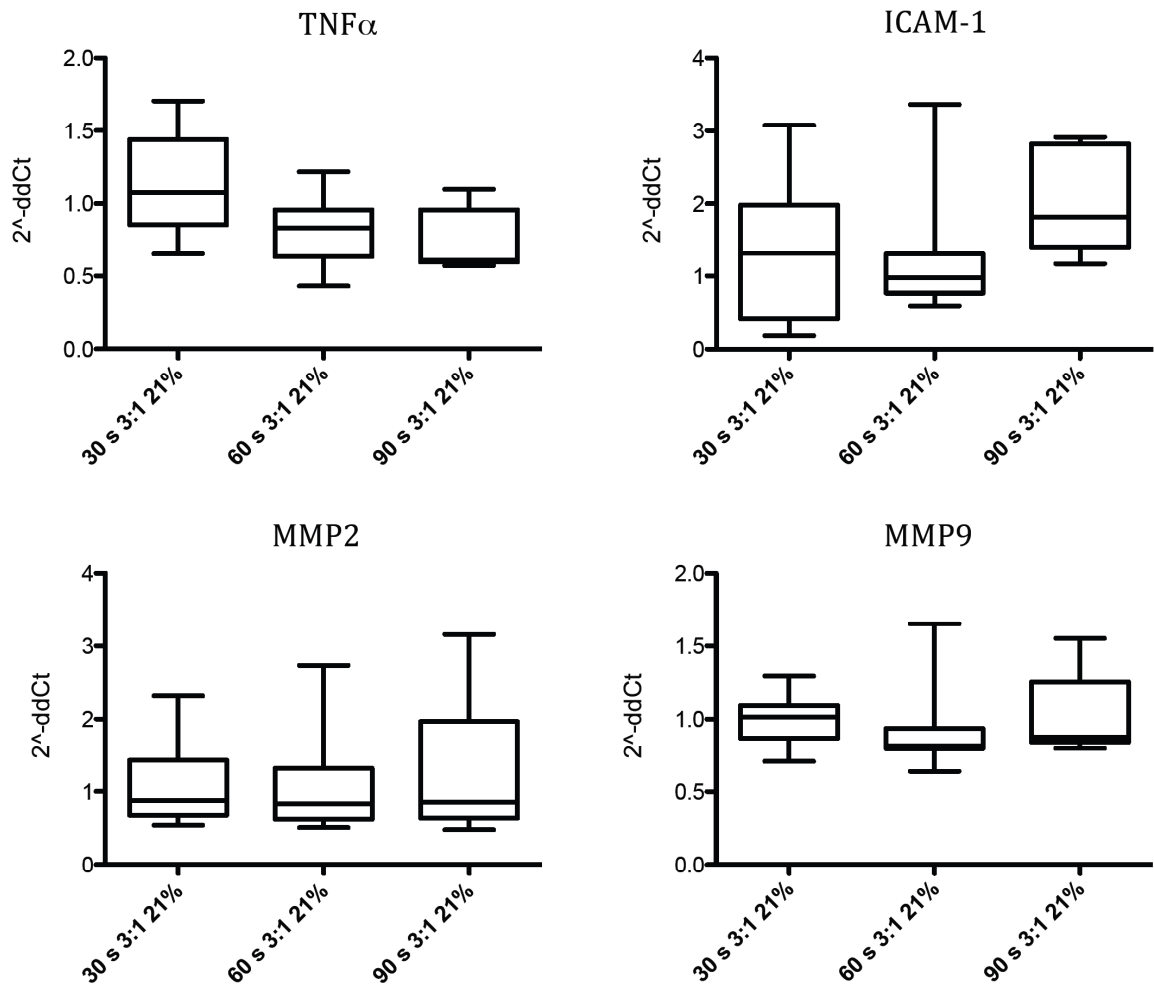 TNFα
2^-ddCt
2.0
1.5
1.0
0.5
0.0
30 s 3:1 21%
60 s 3:1 21%
90 s 3:1 21%
ICAM-1
2^-ddCt
4
3
2
1
0
30 s 3:1 21%
60 s 3:1 21%
90 s 3:1 21%
MMP2
2^-ddCt
4
3
2
1
0
30 s 3:1 21%
60 s 3:1 21%
90 s 3:1 21%
MMP9
2^-ddCt
2.0
1.5
1.0
0.5
0.0
30 s 3:1 21%
60 s 3:1 21%
90 s 3:1 21%